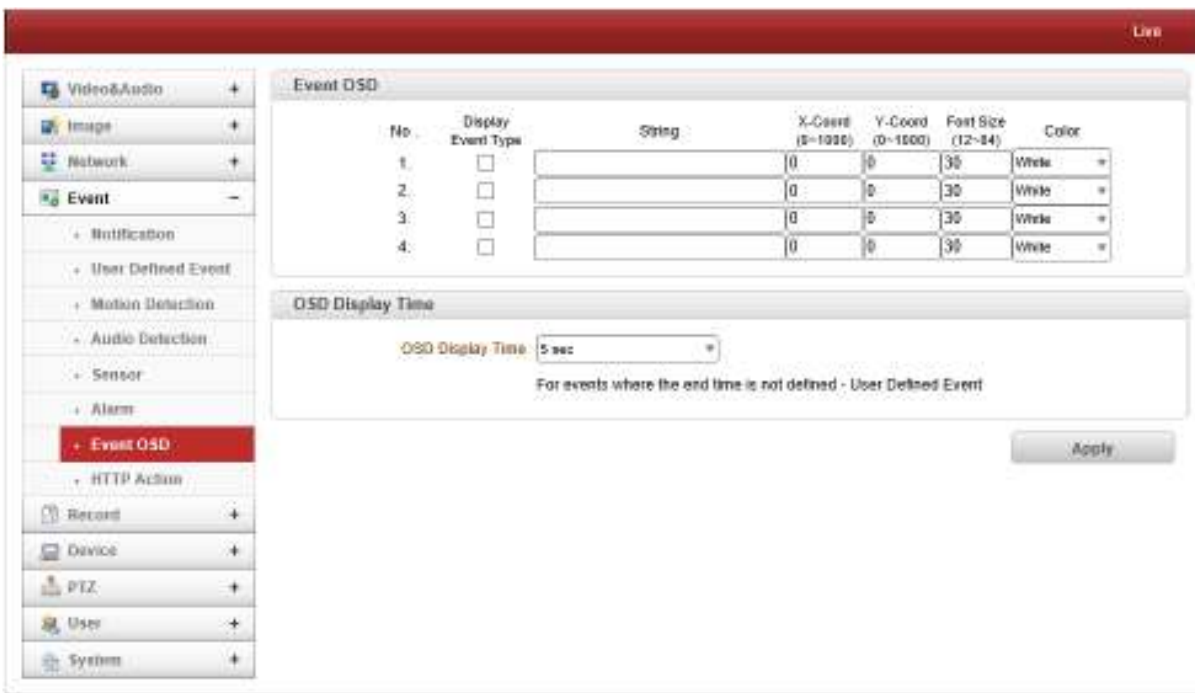 Live
Video&Audio +
Image +
Network +
Event −
Notification
User Defined Event
Motion Detection
Audio Detection
Sensor
Alarm
Event OSD
HTTP Action
Record +
Device +
PTZ +
User +
System +
Event OSD
No . Display Event Type String X-Coord (0~1000) Y-Coord (0~1000) Font Size (12~84) Color
1. 0 0 30 White
2. 0 0 30 White
3. 0 0 30 White
4. 0 0 30 White
OSD Display Time
OSD Display Time 5 sec
For events where the end time is not defined - User Defined Event
Apply